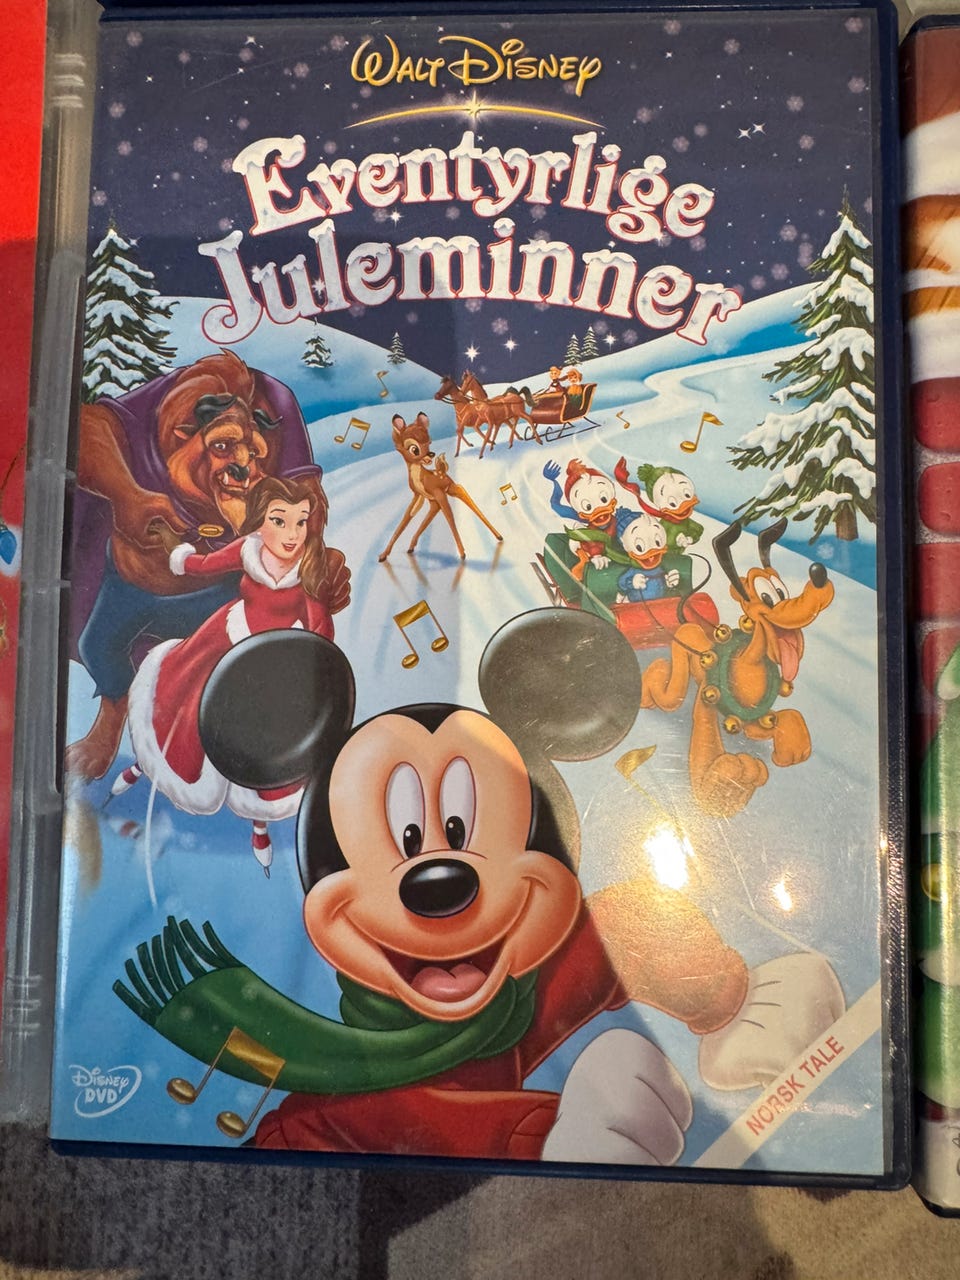 WALT DISNEY
Eventyrlige
Juleminner
DISNEY
DVD
NORSK TALE